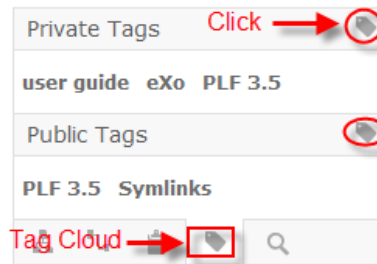 Private Tags Click
user guide eXo PLF 3.5
Public Tags
PLF 3.5 Symlinks
Tag Cloud